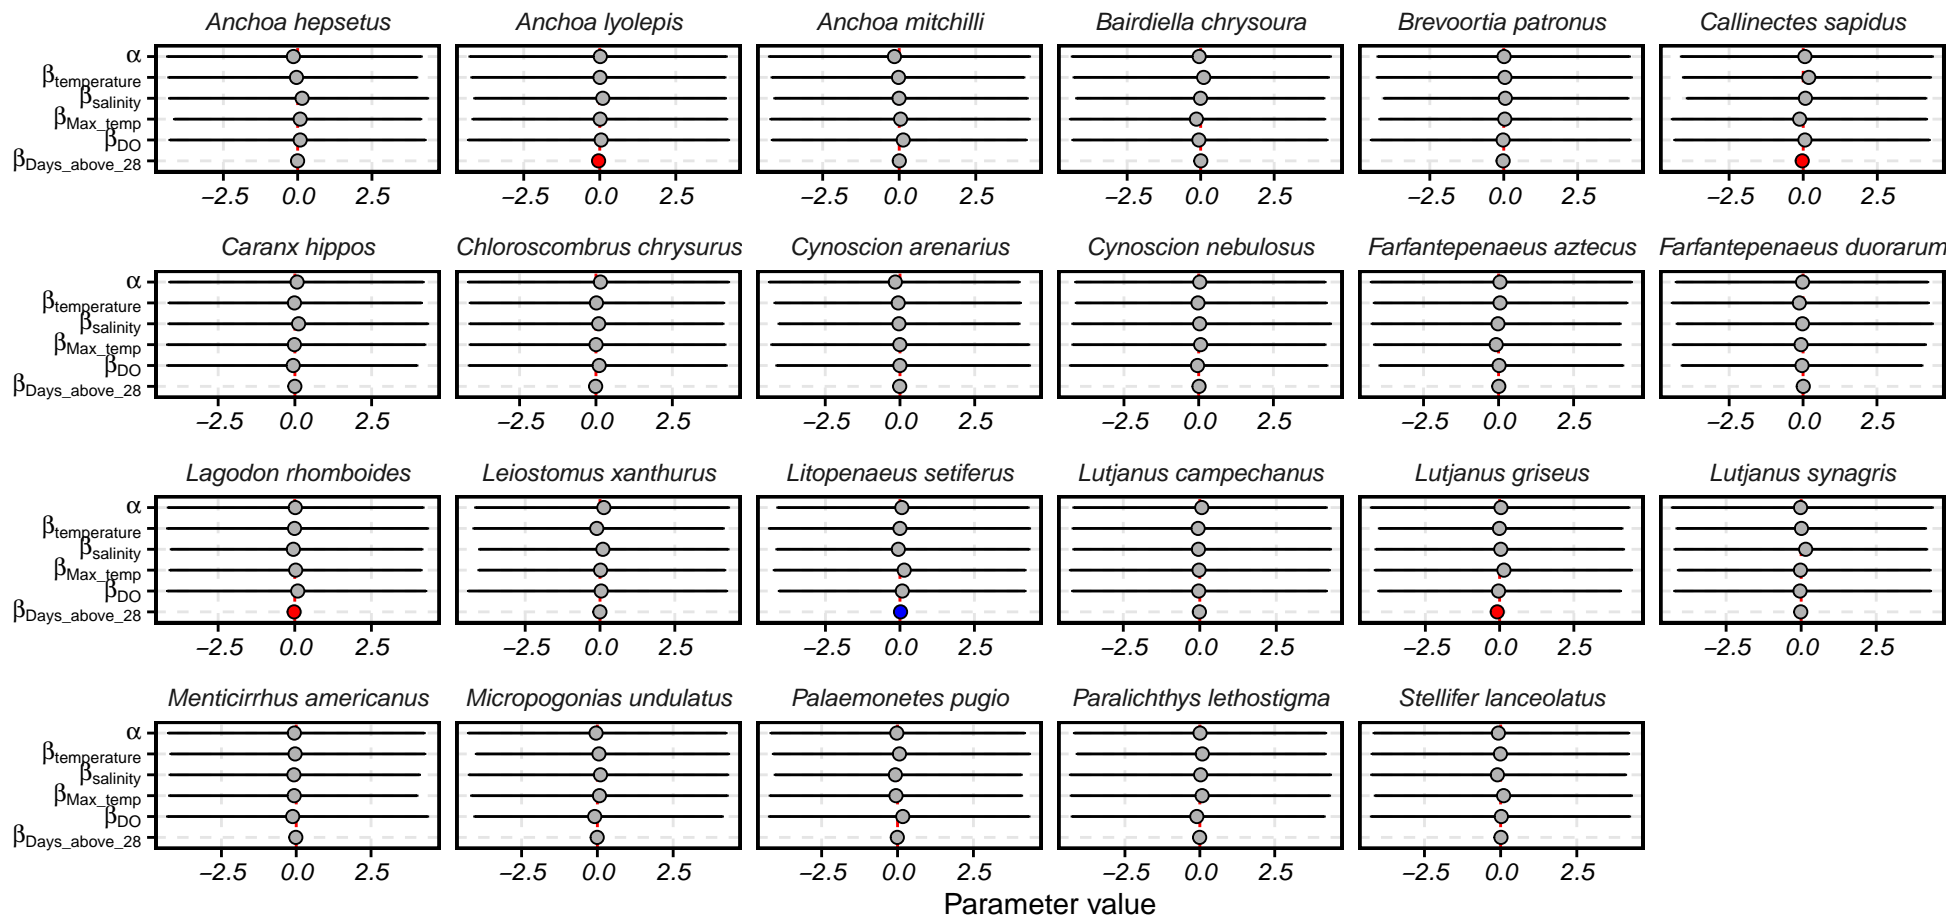 Anchoa hepsetus Anchoa lyolepis Anchoa mitchilli Bairdiella chrysoura Brevoortia patronus Callinectes sapidus
α
βtemperature
βsalinity
βMax_temp
βDO
βDays_above_28
−2.5 0.0 2.5 −2.5 0.0 2.5 −2.5 0.0 2.5 −2.5 0.0 2.5 −2.5 0.0 2.5 −2.5 0.0 2.5
Caranx hippos Chloroscombrus chrysurus Cynoscion arenarius Cynoscion nebulosus Farfantepenaeus aztecus Farfantepenaeus duorarum
α
βtemperature
βsalinity
βMax_temp
βDO
βDays_above_28
−2.5 0.0 2.5 −2.5 0.0 2.5 −2.5 0.0 2.5 −2.5 0.0 2.5 −2.5 0.0 2.5 −2.5 0.0 2.5
Lagodon rhomboides Leiostomus xanthurus Litopenaeus setiferus Lutjanus campechanus Lutjanus griseus Lutjanus synagris
α
βtemperature
βsalinity
βMax_temp
βDO
βDays_above_28
−2.5 0.0 2.5 −2.5 0.0 2.5 −2.5 0.0 2.5 −2.5 0.0 2.5 −2.5 0.0 2.5 −2.5 0.0 2.5
Menticirrhus americanus Micropogonias undulatus Palaemonetes pugio Paralichthys lethostigma Stellifer lanceolatus
α
βtemperature
βsalinity
βMax_temp
βDO
βDays_above_28
−2.5 0.0 2.5 −2.5 0.0 2.5 −2.5 0.0 2.5 −2.5 0.0 2.5 −2.5 0.0 2.5
Parameter value